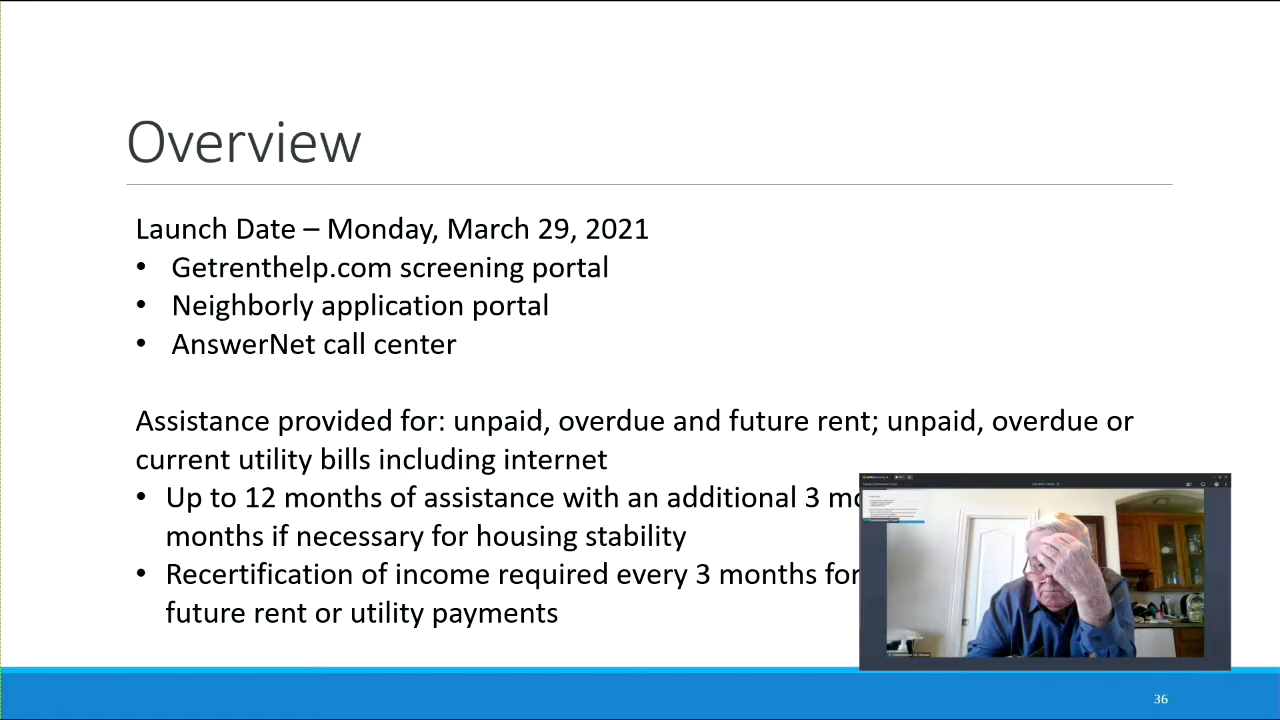 Overview
Launch Date – Monday, March 29, 2021
• Getrenthelp.com screening portal
• Neighborly application portal
• AnswerNet call center
Assistance provided for: unpaid, overdue and future rent; unpaid, overdue or
current utility bills including internet
• Up to 12 months of assistance with an additional 3
months if necessary for housing stability
• Recertification of income required every 3 months for
future rent or utility payments
36